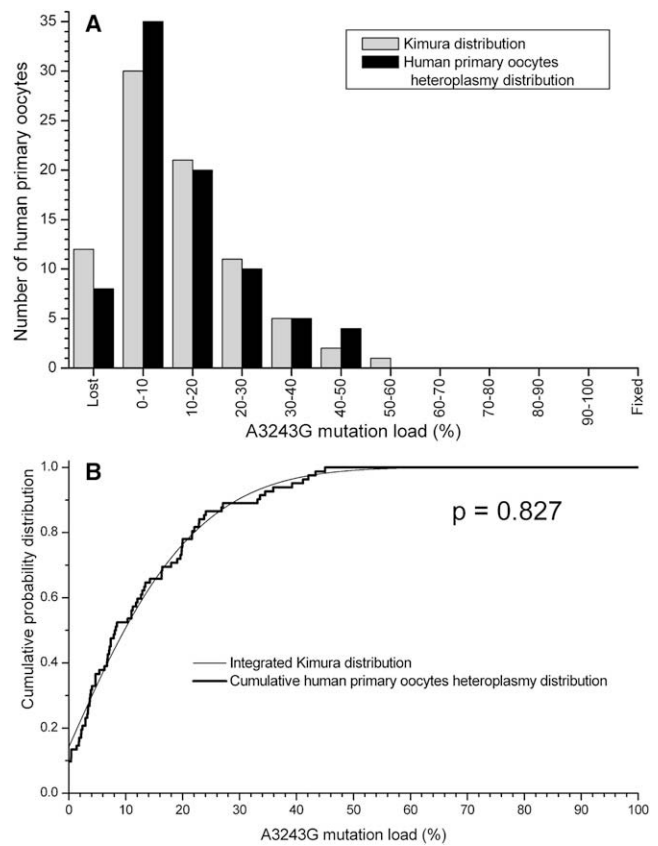 A
Kimura distribution
Human primary oocytes
heteroplasmy distribution
Number of human primary oocytes
35
30
25
20
15
10
5
0
Lost
0-10
10-20
20-30
30-40
40-50
50-60
60-70
70-80
80-90
90-100
Fixed
A3243G mutation load (%)
B
p = 0.827
Cumulative probability distribution
1.0
0.8
0.6
0.4
0.2
0.0
Integrated Kimura distribution
Cumulative human primary oocytes heteroplasmy distribution
0 10 20 30 40 50 60 70 80 90 100
A3243G mutation load (%)